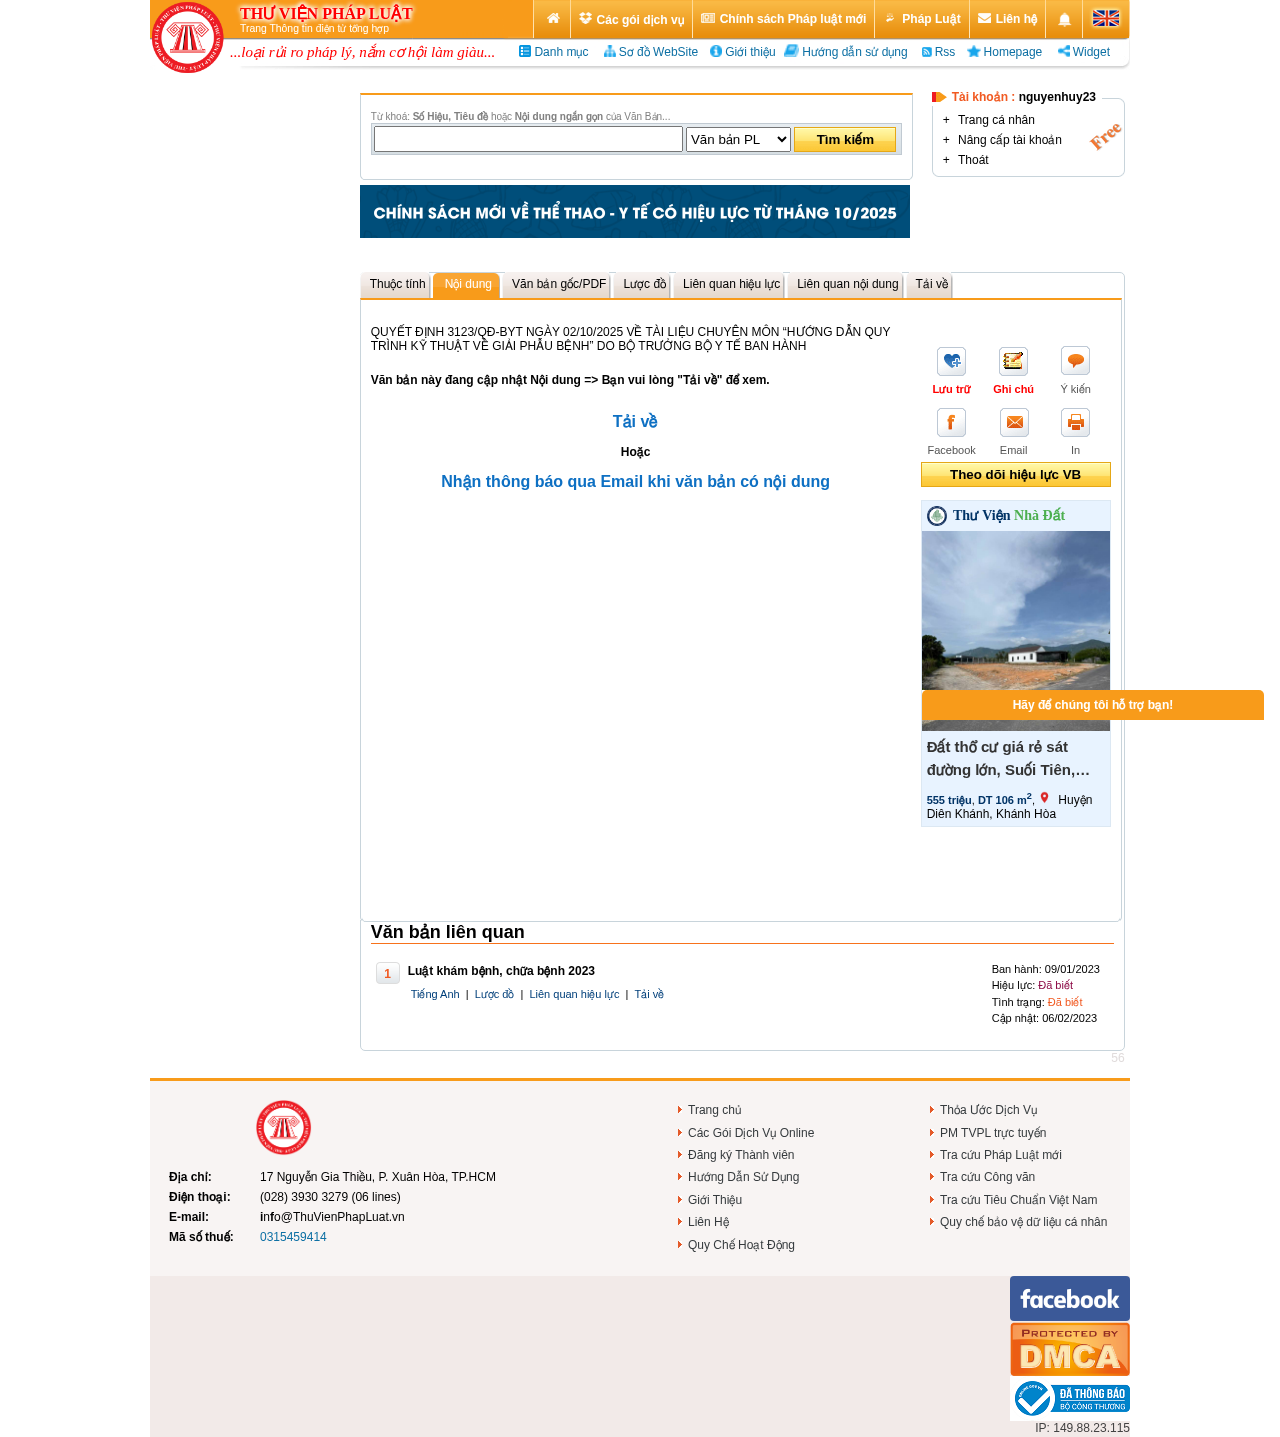 THƯ VIỆN PHÁP LUẬT
Trang Thông tin điện tử tổng hợp
Các gói dịch vụ
Chính sách Pháp luật mới
Pháp Luật
Liên hệ
...loại rủi ro pháp lý, nắm cơ hội làm giàu...
Danh mục
Sơ đồ WebSite
Giới thiệu
Hướng dẫn sử dụng
Rss
Homepage
Widget
Từ khoá: Số Hiệu, Tiêu đề hoặc Nội dung ngắn gọn của Văn Bản...
Văn bản PL
Tìm kiếm
Tài khoản : nguyenhuy23
+ Trang cá nhân
+ Nâng cấp tài khoản
+ Thoát
Free
CHÍNH SÁCH MỚI VỀ THỂ THAO - Y TẾ CÓ HIỆU LỰC TỪ THÁNG 10/2025
Thuộc tính
Nội dung
Văn bản gốc/PDF
Lược đồ
Liên quan hiệu lực
Liên quan nội dung
Tải về
QUYẾT ĐỊNH 3123/QĐ-BYT NGÀY 02/10/2025 VỀ TÀI LIỆU CHUYÊN MÔN “HƯỚNG DẪN QUY
TRÌNH KỸ THUẬT VỀ GIẢI PHẪU BỆNH” DO BỘ TRƯỞNG BỘ Y TẾ BAN HÀNH
Văn bản này đang cập nhật Nội dung => Bạn vui lòng "Tải về" để xem.
Tải về
Hoặc
Nhận thông báo qua Email khi văn bản có nội dung
Lưu trữ
Ghi chú
Ý kiến
Facebook
Email
In
Theo dõi hiệu lực VB
Thư Viện Nhà Đất
Hãy để chúng tôi hỗ trợ bạn!
Đất thổ cư giá rẻ sát
đường lớn, Suối Tiên,…
555 triệu, DT 106 m2, Huyện
Diên Khánh, Khánh Hòa
Văn bản liên quan
1
Luật khám bệnh, chữa bệnh 2023
Tiếng Anh | Lược đồ | Liên quan hiệu lực | Tải về
Ban hành: 09/01/2023
Hiệu lực: Đã biết
Tình trạng: Đã biết
Cập nhật: 06/02/2023
56
Địa chỉ: 17 Nguyễn Gia Thiều, P. Xuân Hòa, TP.HCM
Điện thoại: (028) 3930 3279 (06 lines)
E-mail: info@ThuVienPhapLuat.vn
Mã số thuế: 0315459414
Trang chủ
Các Gói Dịch Vụ Online
Đăng ký Thành viên
Hướng Dẫn Sử Dụng
Giới Thiệu
Liên Hệ
Quy Chế Hoạt Động
Thỏa Ước Dịch Vụ
PM TVPL trực tuyến
Tra cứu Pháp Luật mới
Tra cứu Công văn
Tra cứu Tiêu Chuẩn Việt Nam
Quy chế bảo vệ dữ liệu cá nhân
facebook
PROTECTED BY
DMCA
ĐÃ THÔNG BÁO
BỘ CÔNG THƯƠNG
IP: 149.88.23.115